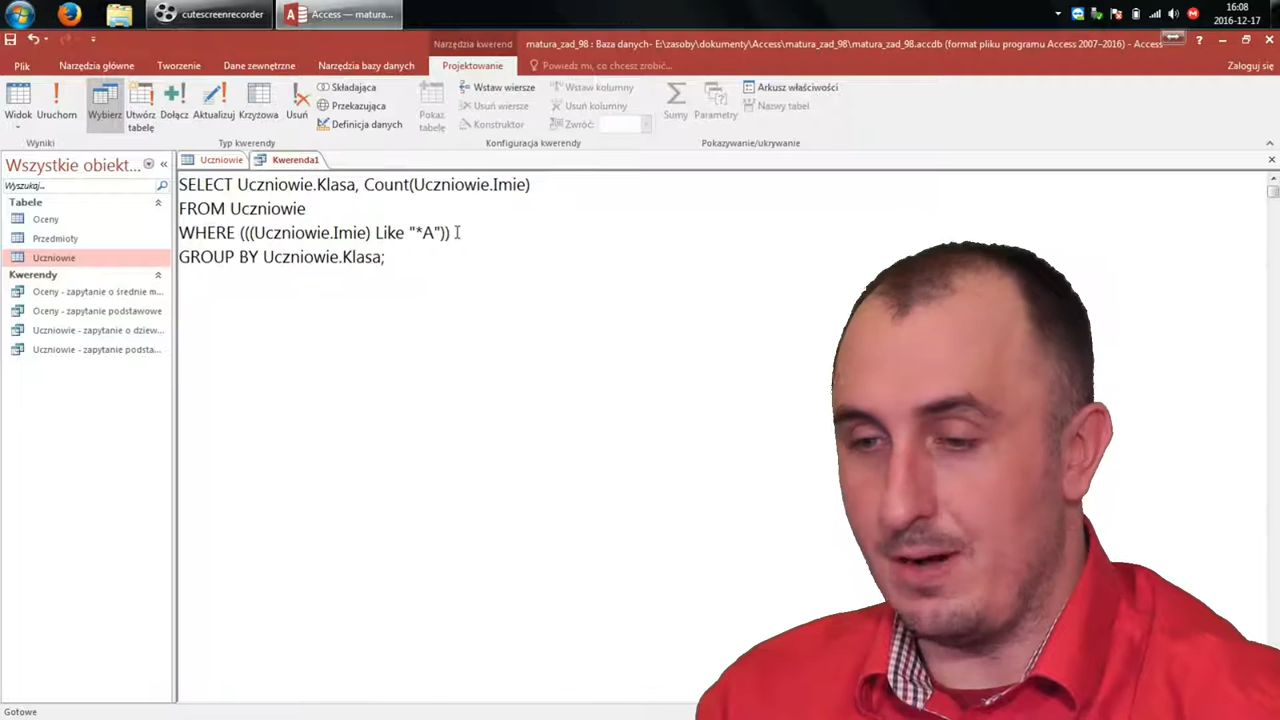 cutescreenrecorder
Access — matura...
16:08
2016-12-17
Narzędzia kwerend
matura_zad_98 : Baza danych- E:\zasoby\dokumenty\Access\matura_zad_98\matura_zad_98.accdb (format pliku programu Access 2007–2016) - Access
Plik
Narzędzia główne
Tworzenie
Dane zewnętrzne
Narzędzia bazy danych
Projektowanie
Powiedz mi, co chcesz zrobić...
Zaloguj się
Widok
Uruchom
Wybierz
Utwórz tabelę
Dołącz
Aktualizuj
Krzyżowa
Usuń
Składająca
Przekazująca
Definicja danych
Pokaz tabelę
Wstaw wiersze
Usuń wiersze
Konstruktor
Wstaw kolumny
Usuń kolumny
Zwróć:
Sumy
Parametry
Arkusz właściwości
Nazwy tabel
Wyniki
Typ kwerendy
Konfiguracja kwerendy
Pokazywanie/ukrywanie
Wszystkie obiekt...
Wyszukaj...
Tabele
Oceny
Przedmioty
Uczniowie
Kwerendy
Oceny - zapytanie o średnie m...
Oceny - zapytanie podstawowe
Uczniowie - zapytanie o dziew...
Uczniowie - zapytanie podsta...
Uczniowie
Kwerenda1
SELECT Uczniowie.Klasa, Count(Uczniowie.Imie)
FROM Uczniowie
WHERE (((Uczniowie.Imie) Like "*A"))
GROUP BY Uczniowie.Klasa;
Gotowe